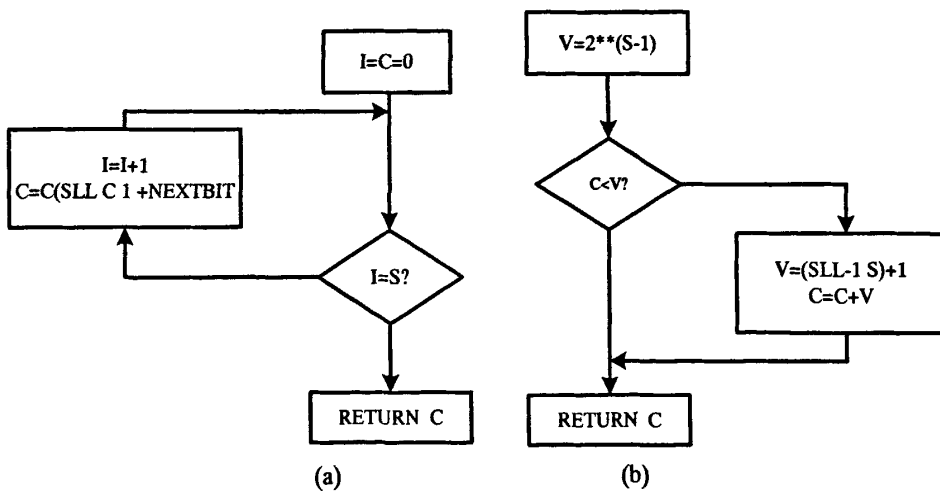 I=C=0
I=I+1
C=C(SLL C 1 +NEXTBIT
I=S?
RETURN C
(a)
V=2**(S-1)
C<V?
V=(SLL-1 S)+1
C=C+V
RETURN C
(b)